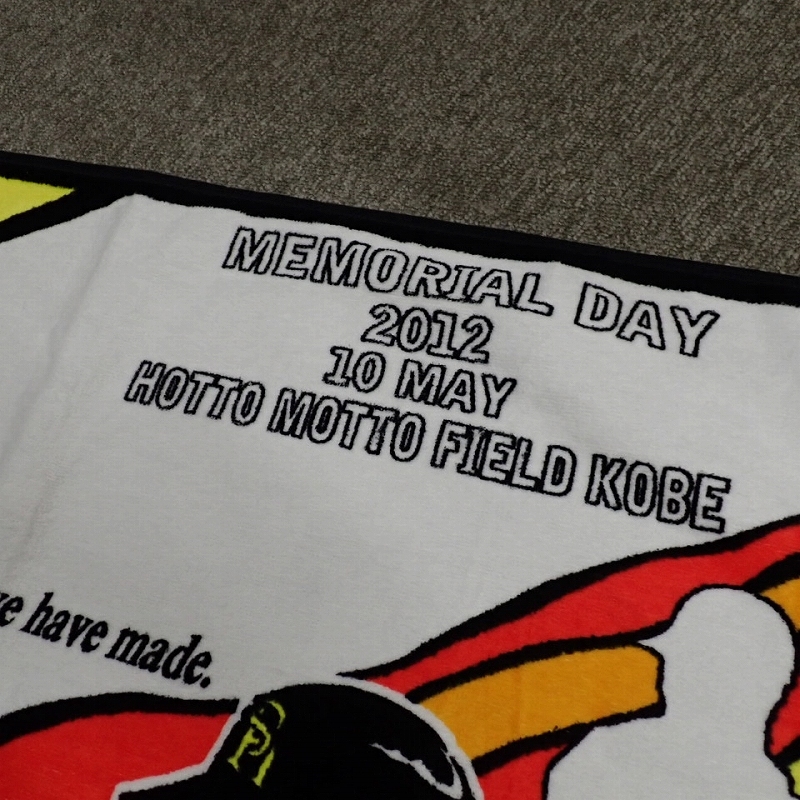 MEMORIAL DAY
2012
10 MAY
HOTTO MOTTO FIELD KOBE
have made.